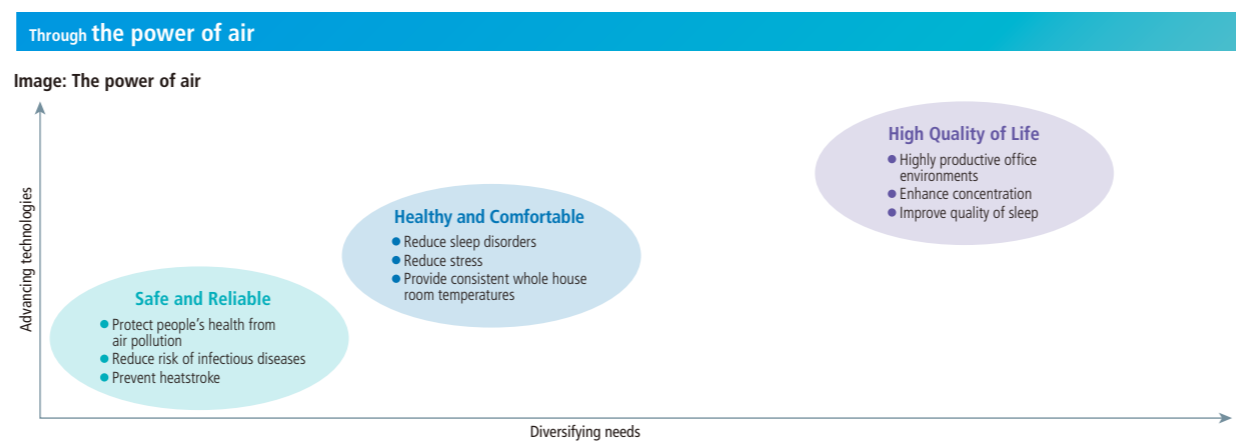 Through the power of air
Image: The power of air
Advancing technologies
High Quality of Life
● Highly productive office
environments
● Enhance concentration
● Improve quality of sleep
Healthy and Comfortable
● Reduce sleep disorders
● Reduce stress
● Provide consistent whole house
room temperatures
Safe and Reliable
● Protect people’s health from
air pollution
● Reduce risk of infectious diseases
● Prevent heatstroke
Diversifying needs